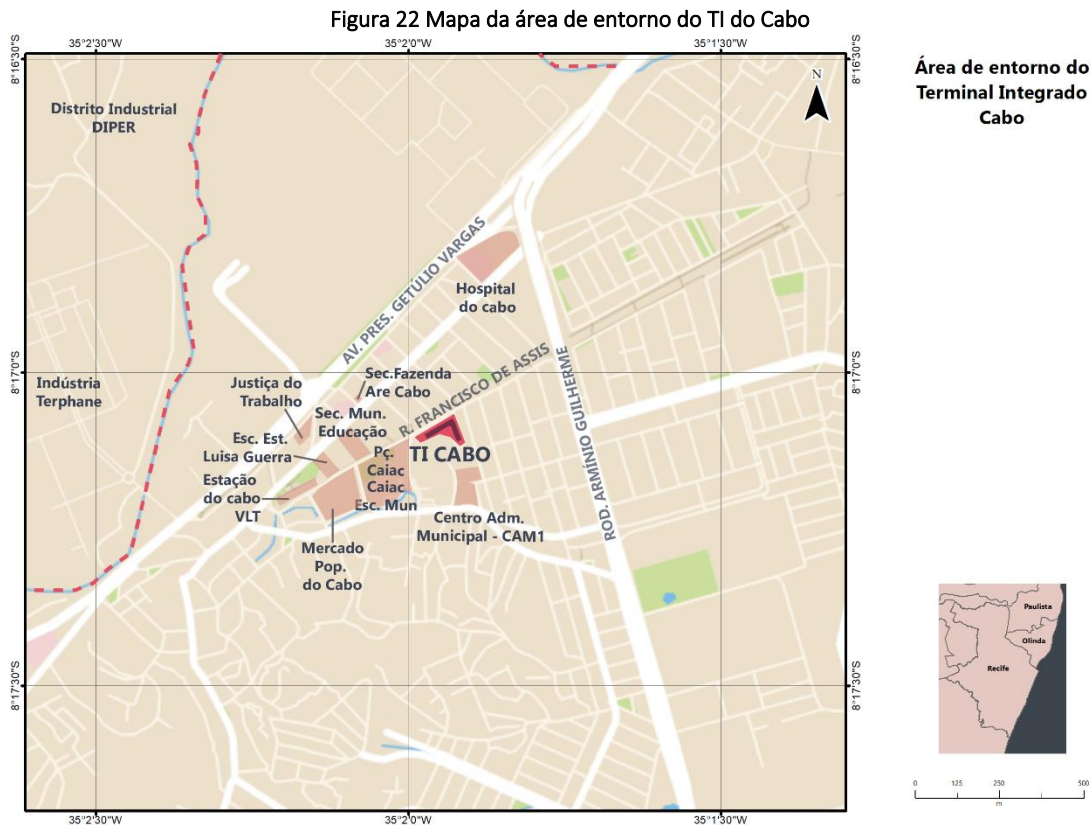 Figura 22 Mapa da área de entorno do TI do Cabo
35°2'30"W
35°2'0"W
35°1'30"W
8°16'30"S
8°16'30"S
N
Área de entorno do
Terminal Integrado
Cabo
Distrito Industrial
DIPER
AV. PRES. GETÚLIO VARGAS
Hospital
do cabo
8°17'0"S
8°17'0"S
Indústria
Terphane
Justiça do
Trabalho
Sec.Fazenda
Are Cabo
R. FRANCISCO DE ASSIS
ROD. ARMÍNIO GUILHERME
Sec. Mun.
Educação
Esc. Est.
Luisa Guerra
TI CABO
Pç.
Caiac
Caiac
Esc. Mun
Estação
do cabo
VLT
Centro Adm.
Municipal - CAM1
Mercado
Pop.
do Cabo
Paulista
Olinda
Recife
8°17'30"S
8°17'30"S
0 125 250 500
m
35°2'30"W
35°2'0"W
35°1'30"W